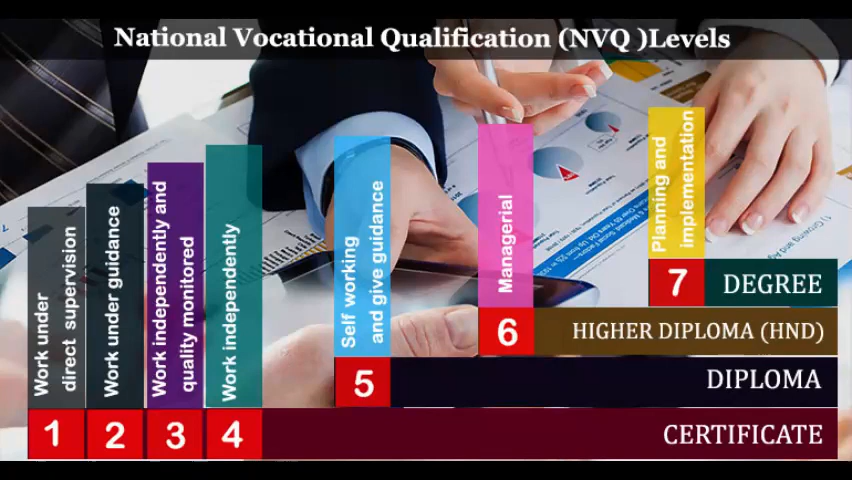 National Vocational Qualification (NVQ )Levels
Work under
direct supervision
Work under guidance
Work independently and
quality monitored
Work independently
Self working
and give guidance
Managerial
Planning and
implementation
7 DEGREE
6 HIGHER DIPLOMA (HND)
5 DIPLOMA
1 2 3 4 CERTIFICATE